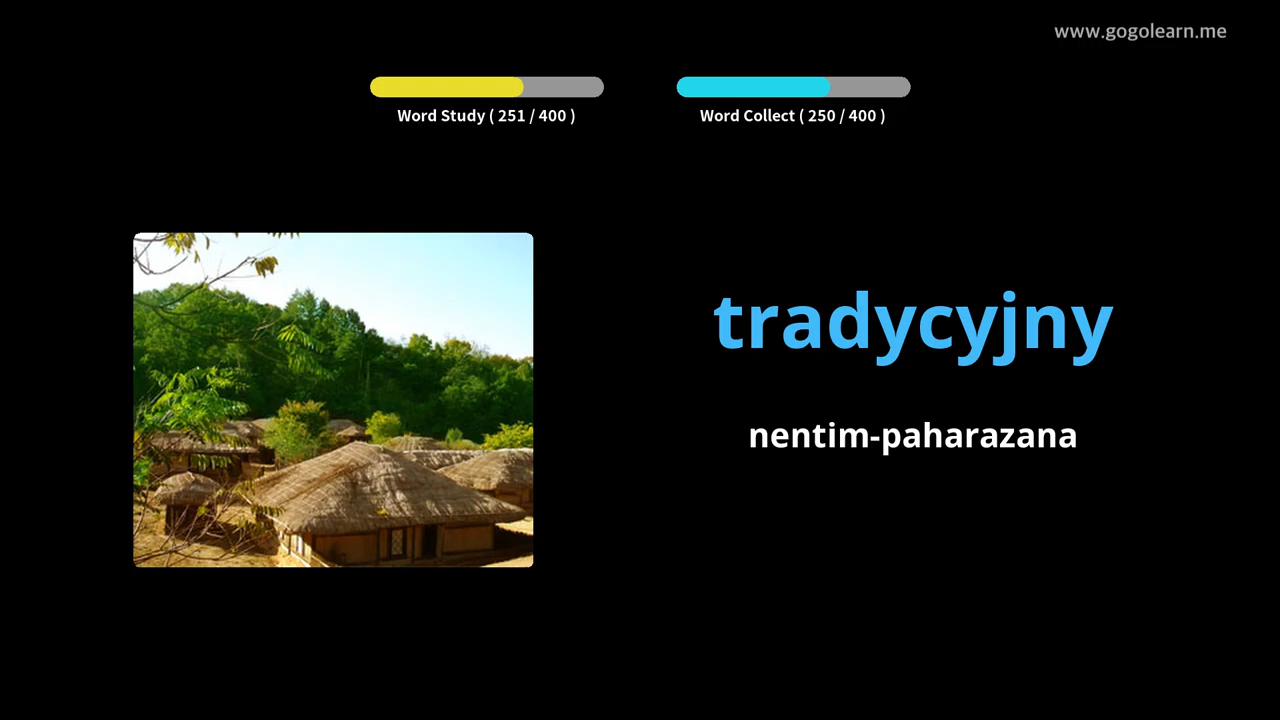 www.gogolearn.me
Word Study ( 251 / 400 )
Word Collect ( 250 / 400 )
tradycyjny
nentim-paharazana